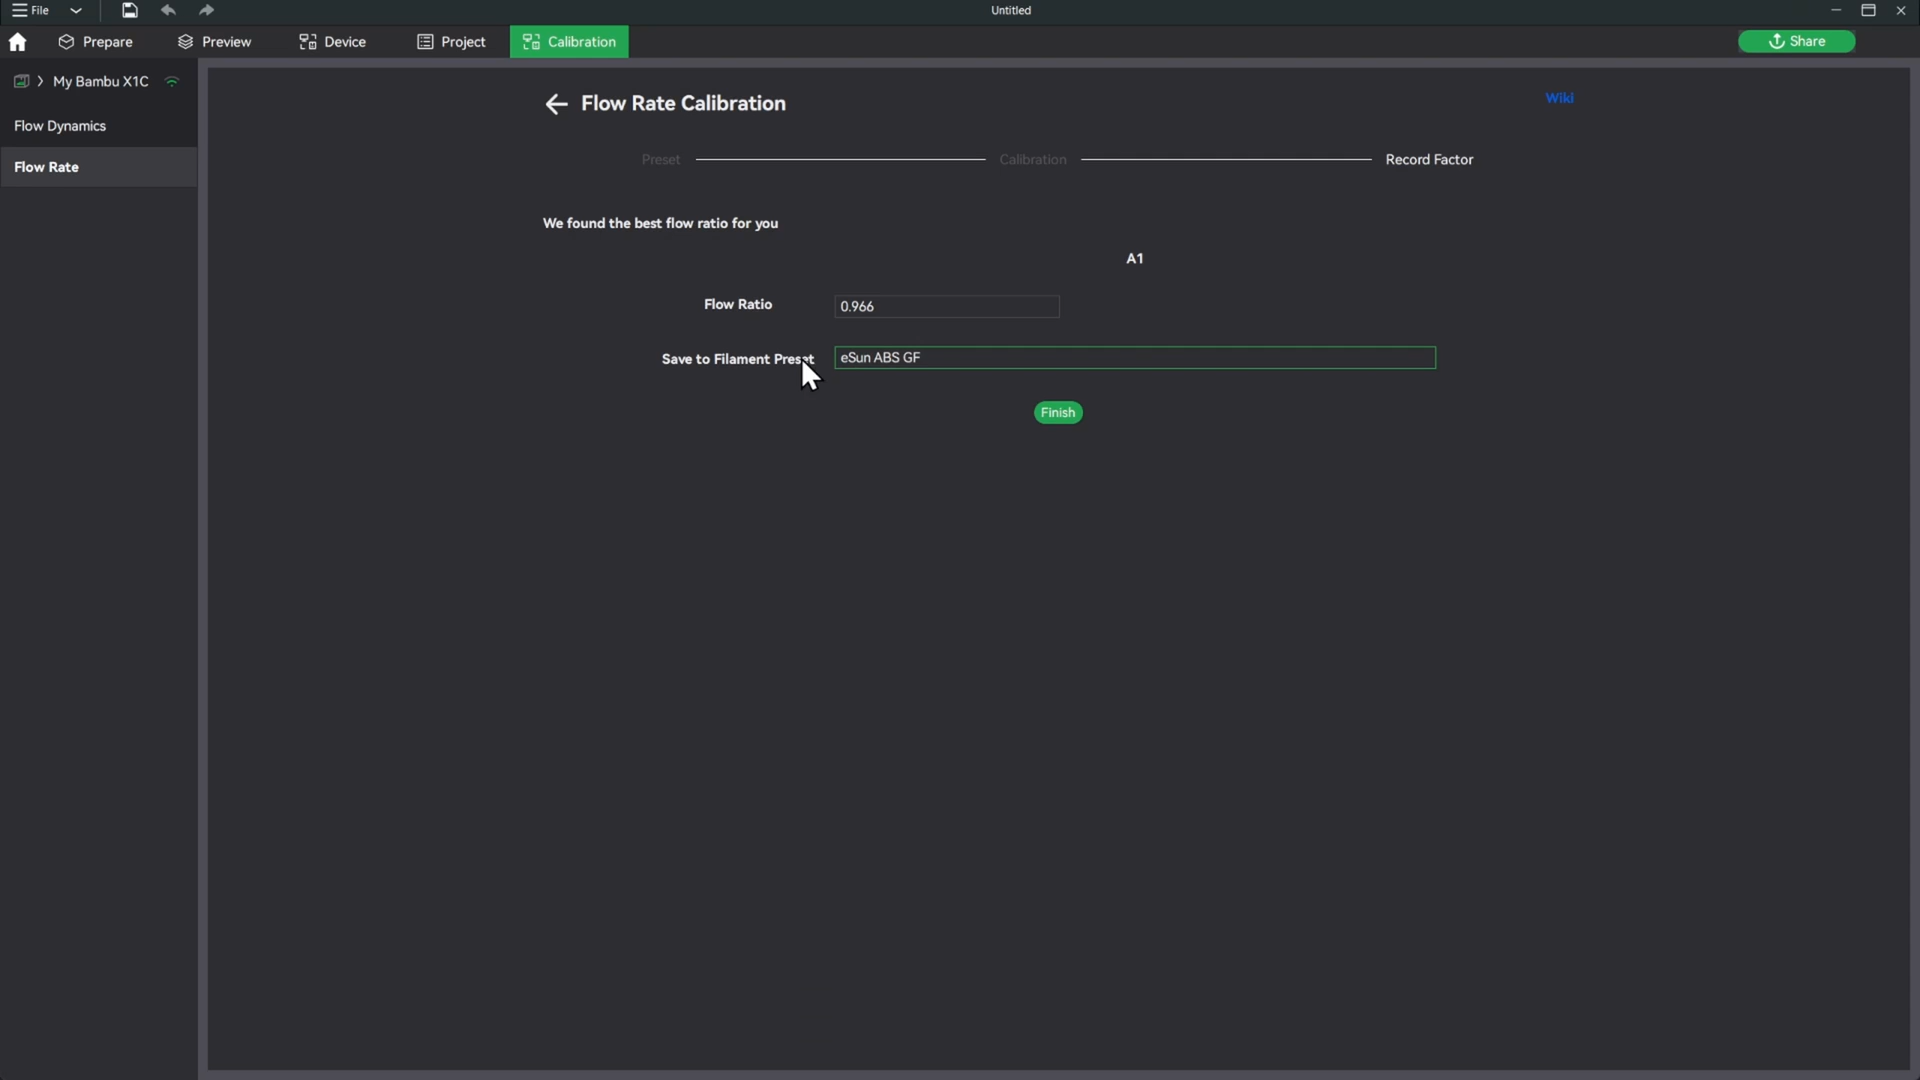 File
Untitled
Prepare
Preview
Device
Project
Calibration
Share
My Bambu X1C
Flow Rate Calibration
Wiki
Flow Dynamics
Preset
Calibration
Record Factor
Flow Rate
We found the best flow ratio for you
A1
Flow Ratio
0.966
Save to Filament Preset
eSun ABS GF
Finish